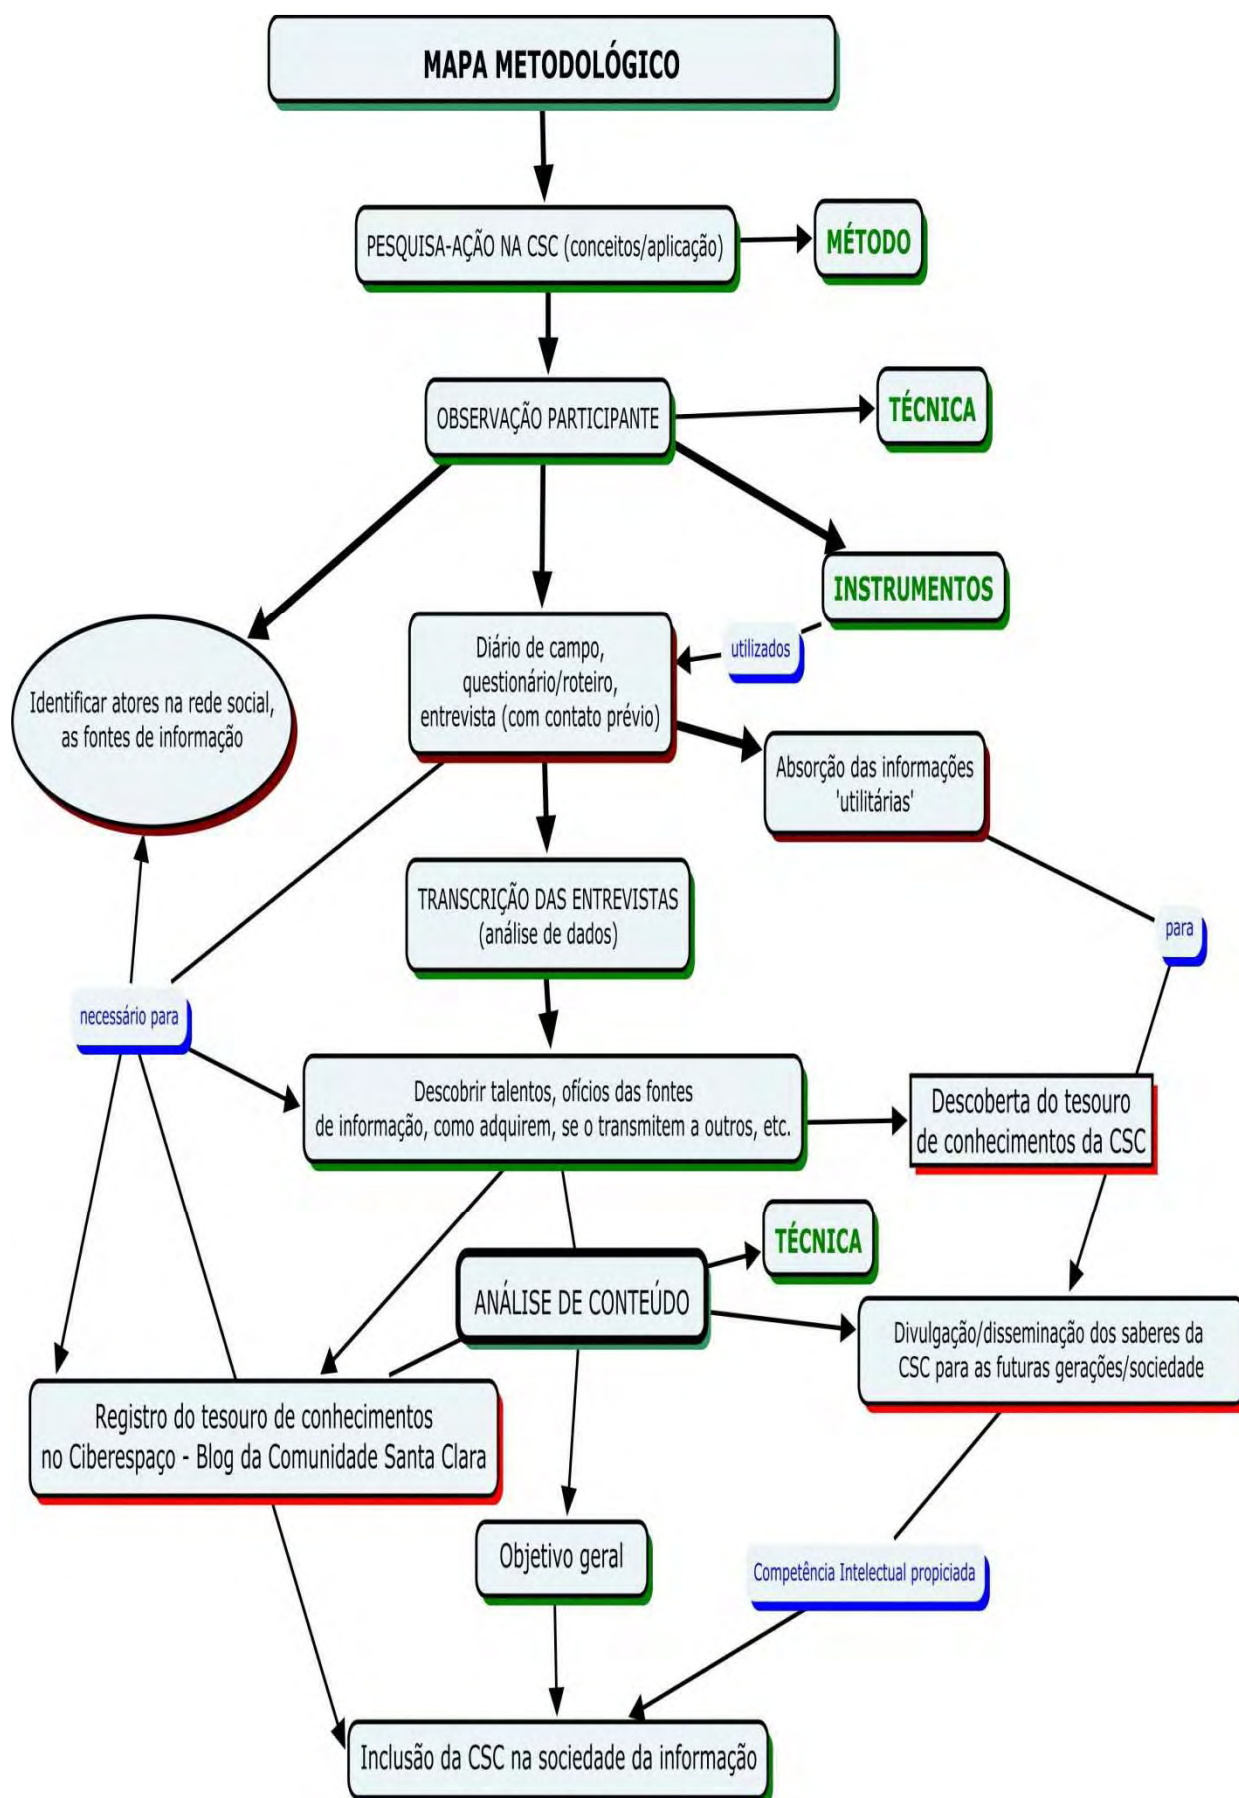 MAPA METODOLÓGICO
PESQUISA-AÇÃO NA CSC (conceitos/aplicação)
MÉTODO
OBSERVAÇÃO PARTICIPANTE
TÉCNICA
INSTRUMENTOS
utilizados
Diário de campo,
questionário/roteiro,
entrevista (com contato prévio)
Identificar atores na rede social,
as fontes de informação
Absorção das informações
'utilitárias'
TRANSCRIÇÃO DAS ENTREVISTAS
(análise de dados)
para
necessário para
Descobrir talentos, ofícios das fontes
de informação, como adquirem, se o transmitem a outros, etc.
Descoberta do tesouro
de conhecimentos da CSC
TÉCNICA
ANÁLISE DE CONTEÚDO
Divulgação/disseminação dos saberes da
CSC para as futuras gerações/sociedade
Registro do tesouro de conhecimentos
no Ciberespaço - Blog da Comunidade Santa Clara
Objetivo geral
Competência Intelectual propiciada
Inclusão da CSC na sociedade da informação